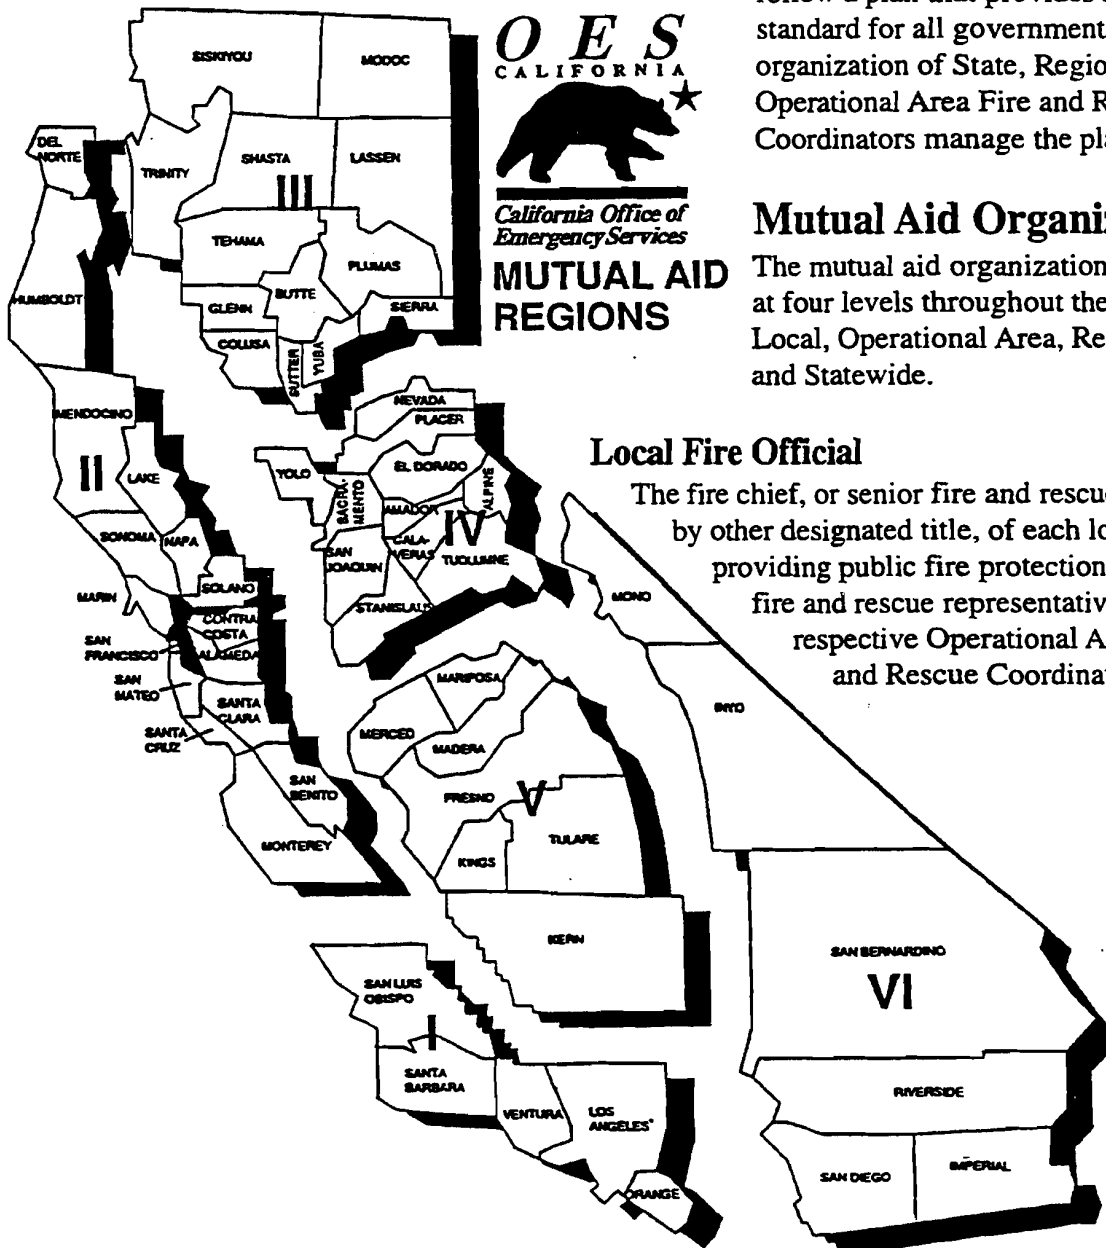 follow a plan that provides
standard for all government
organization of State, Regio
Operational Area Fire and R
Coordinators manage the pla
OES
CALIFORNIA
California Office of
Emergency Services
MUTUAL AID
REGIONS
Mutual Aid Organiz
The mutual aid organization
at four levels throughout the
Local, Operational Area, Re
and Statewide.
Local Fire Official
The fire chief, or senior fire and rescu
by other designated title, of each lo
providing public fire protection
fire and rescue representativ
respective Operational A
and Rescue Coordinat
SISKIYOU
MODOC
DEL
NORTE
TRINITY
SHASTA
LASSEN
III
TEHAMA
PLUMAS
HUMBOLDT
GLENN
BUTTE
SIERRA
COLUSA
SUTTER
YUBA
MENDOCINO
II
LAKE
SONOMA
NAPA
MARIN
SOLANO
CONTRA
COSTA
SAN
FRANCISCO
ALAMEDA
SAN
MATEO
SANTA
CLARA
SANTA
CRUZ
SAN
BENITO
MONTEREY
NEVADA
PLACER
YOLO
SACRA-
MENTO
EL DORADO
ALPINE
AMADOR
IV
CALA-
VERAS
SAN
JOAQUIN
TUOLUMNE
STANISLAUS
MONO
INYO
MARIPOSA
MERCED
MADERA
FRESNO
V
TULARE
KINGS
KERN
SAN LUIS
OBISPO
I
SANTA
BARBARA
VENTURA
LOS
ANGELES*
ORANGE
SAN BERNARDINO
VI
RIVERSIDE
SAN DIEGO
IMPERIAL